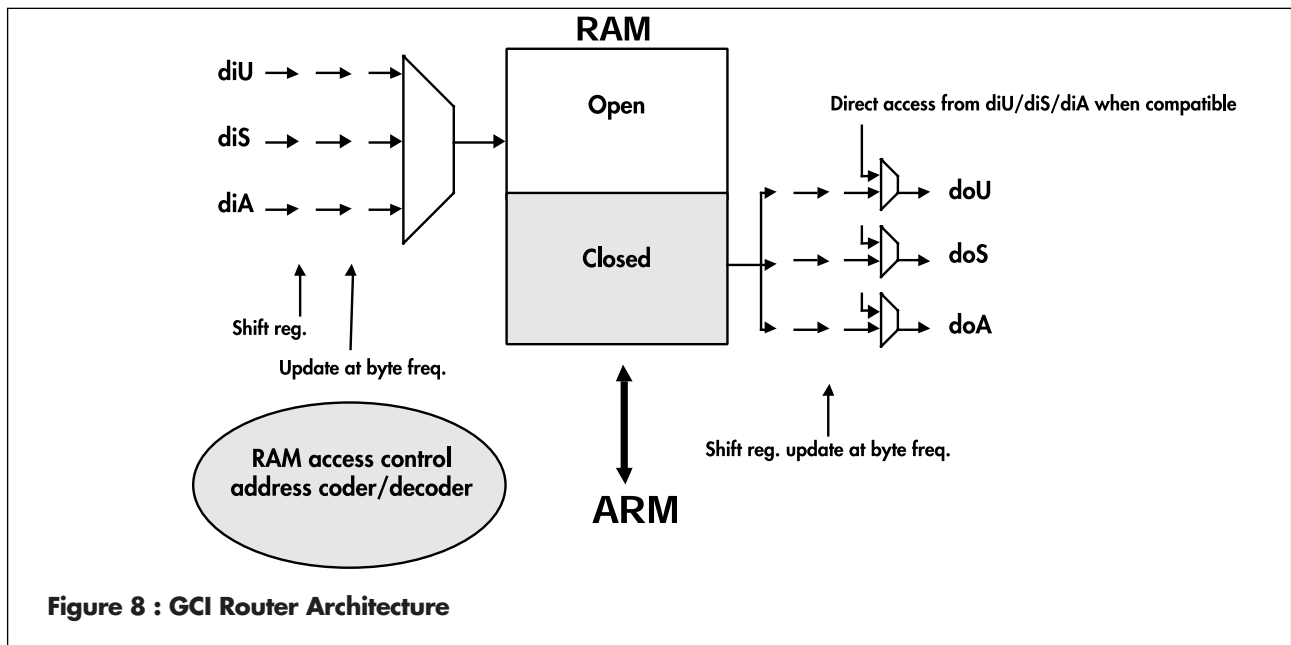 RAM
diU
diS
diA
Open
Closed
Direct access from diU/diS/diA when compatible
doU
doS
doA
Shift reg.
Update at byte freq.
Shift reg. update at byte freq.
RAM access control
address coder/decoder
ARM
Figure 8 : GCI Router Architecture